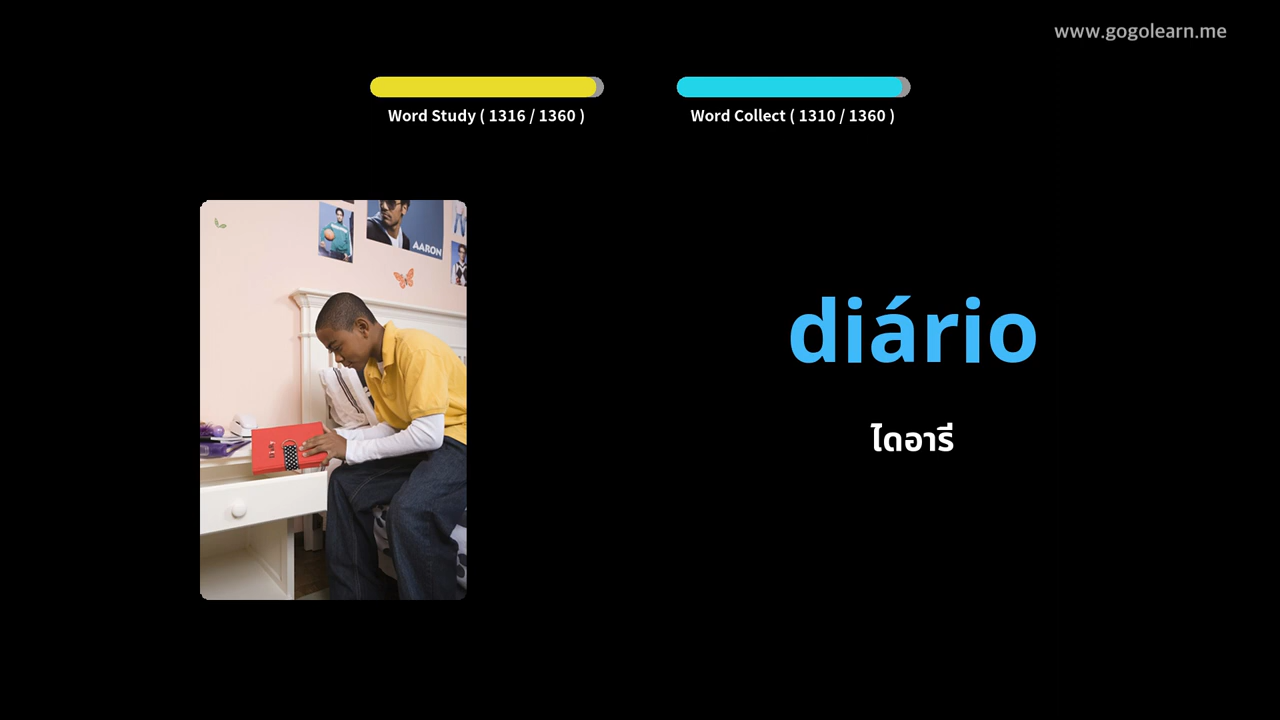 www.gogolearn.me
Word Study ( 1316 / 1360 )
Word Collect ( 1310 / 1360 )
AARON
diário
ไดอารี